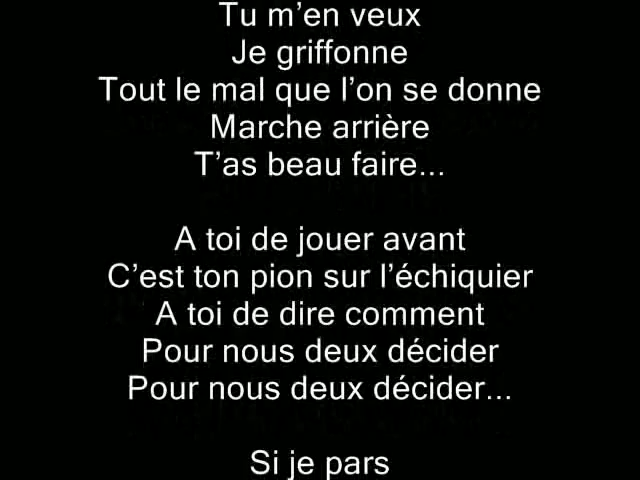 Tu m’en veux
Je griffonne
Tout le mal que l’on se donne
Marche arrière
T’as beau faire...
A toi de jouer avant
C’est ton pion sur l’échiquier
A toi de dire comment
Pour nous deux décider
Pour nous deux décider...
Si je pars